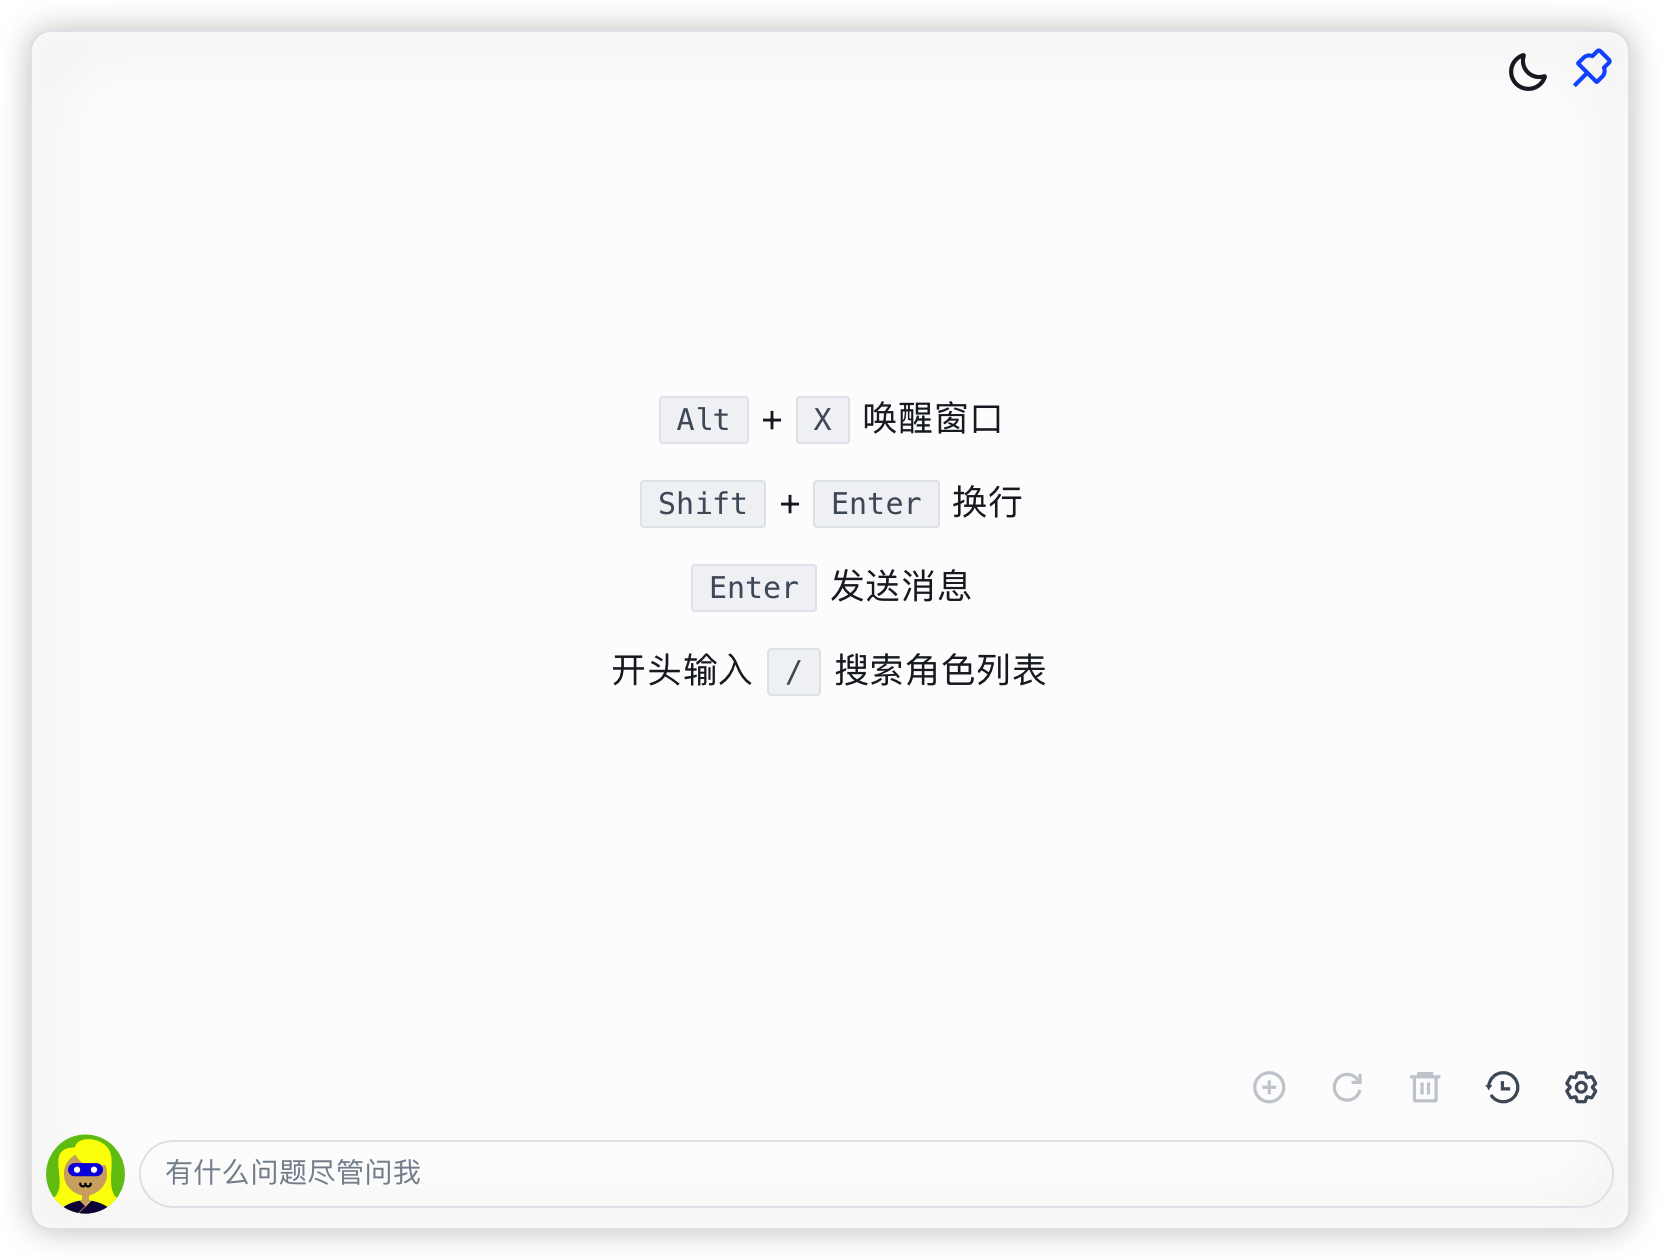 Alt + X 唤醒窗口
Shift + Enter 换行
Enter 发送消息
开头输入 / 搜索角色列表
有什么问题尽管问我